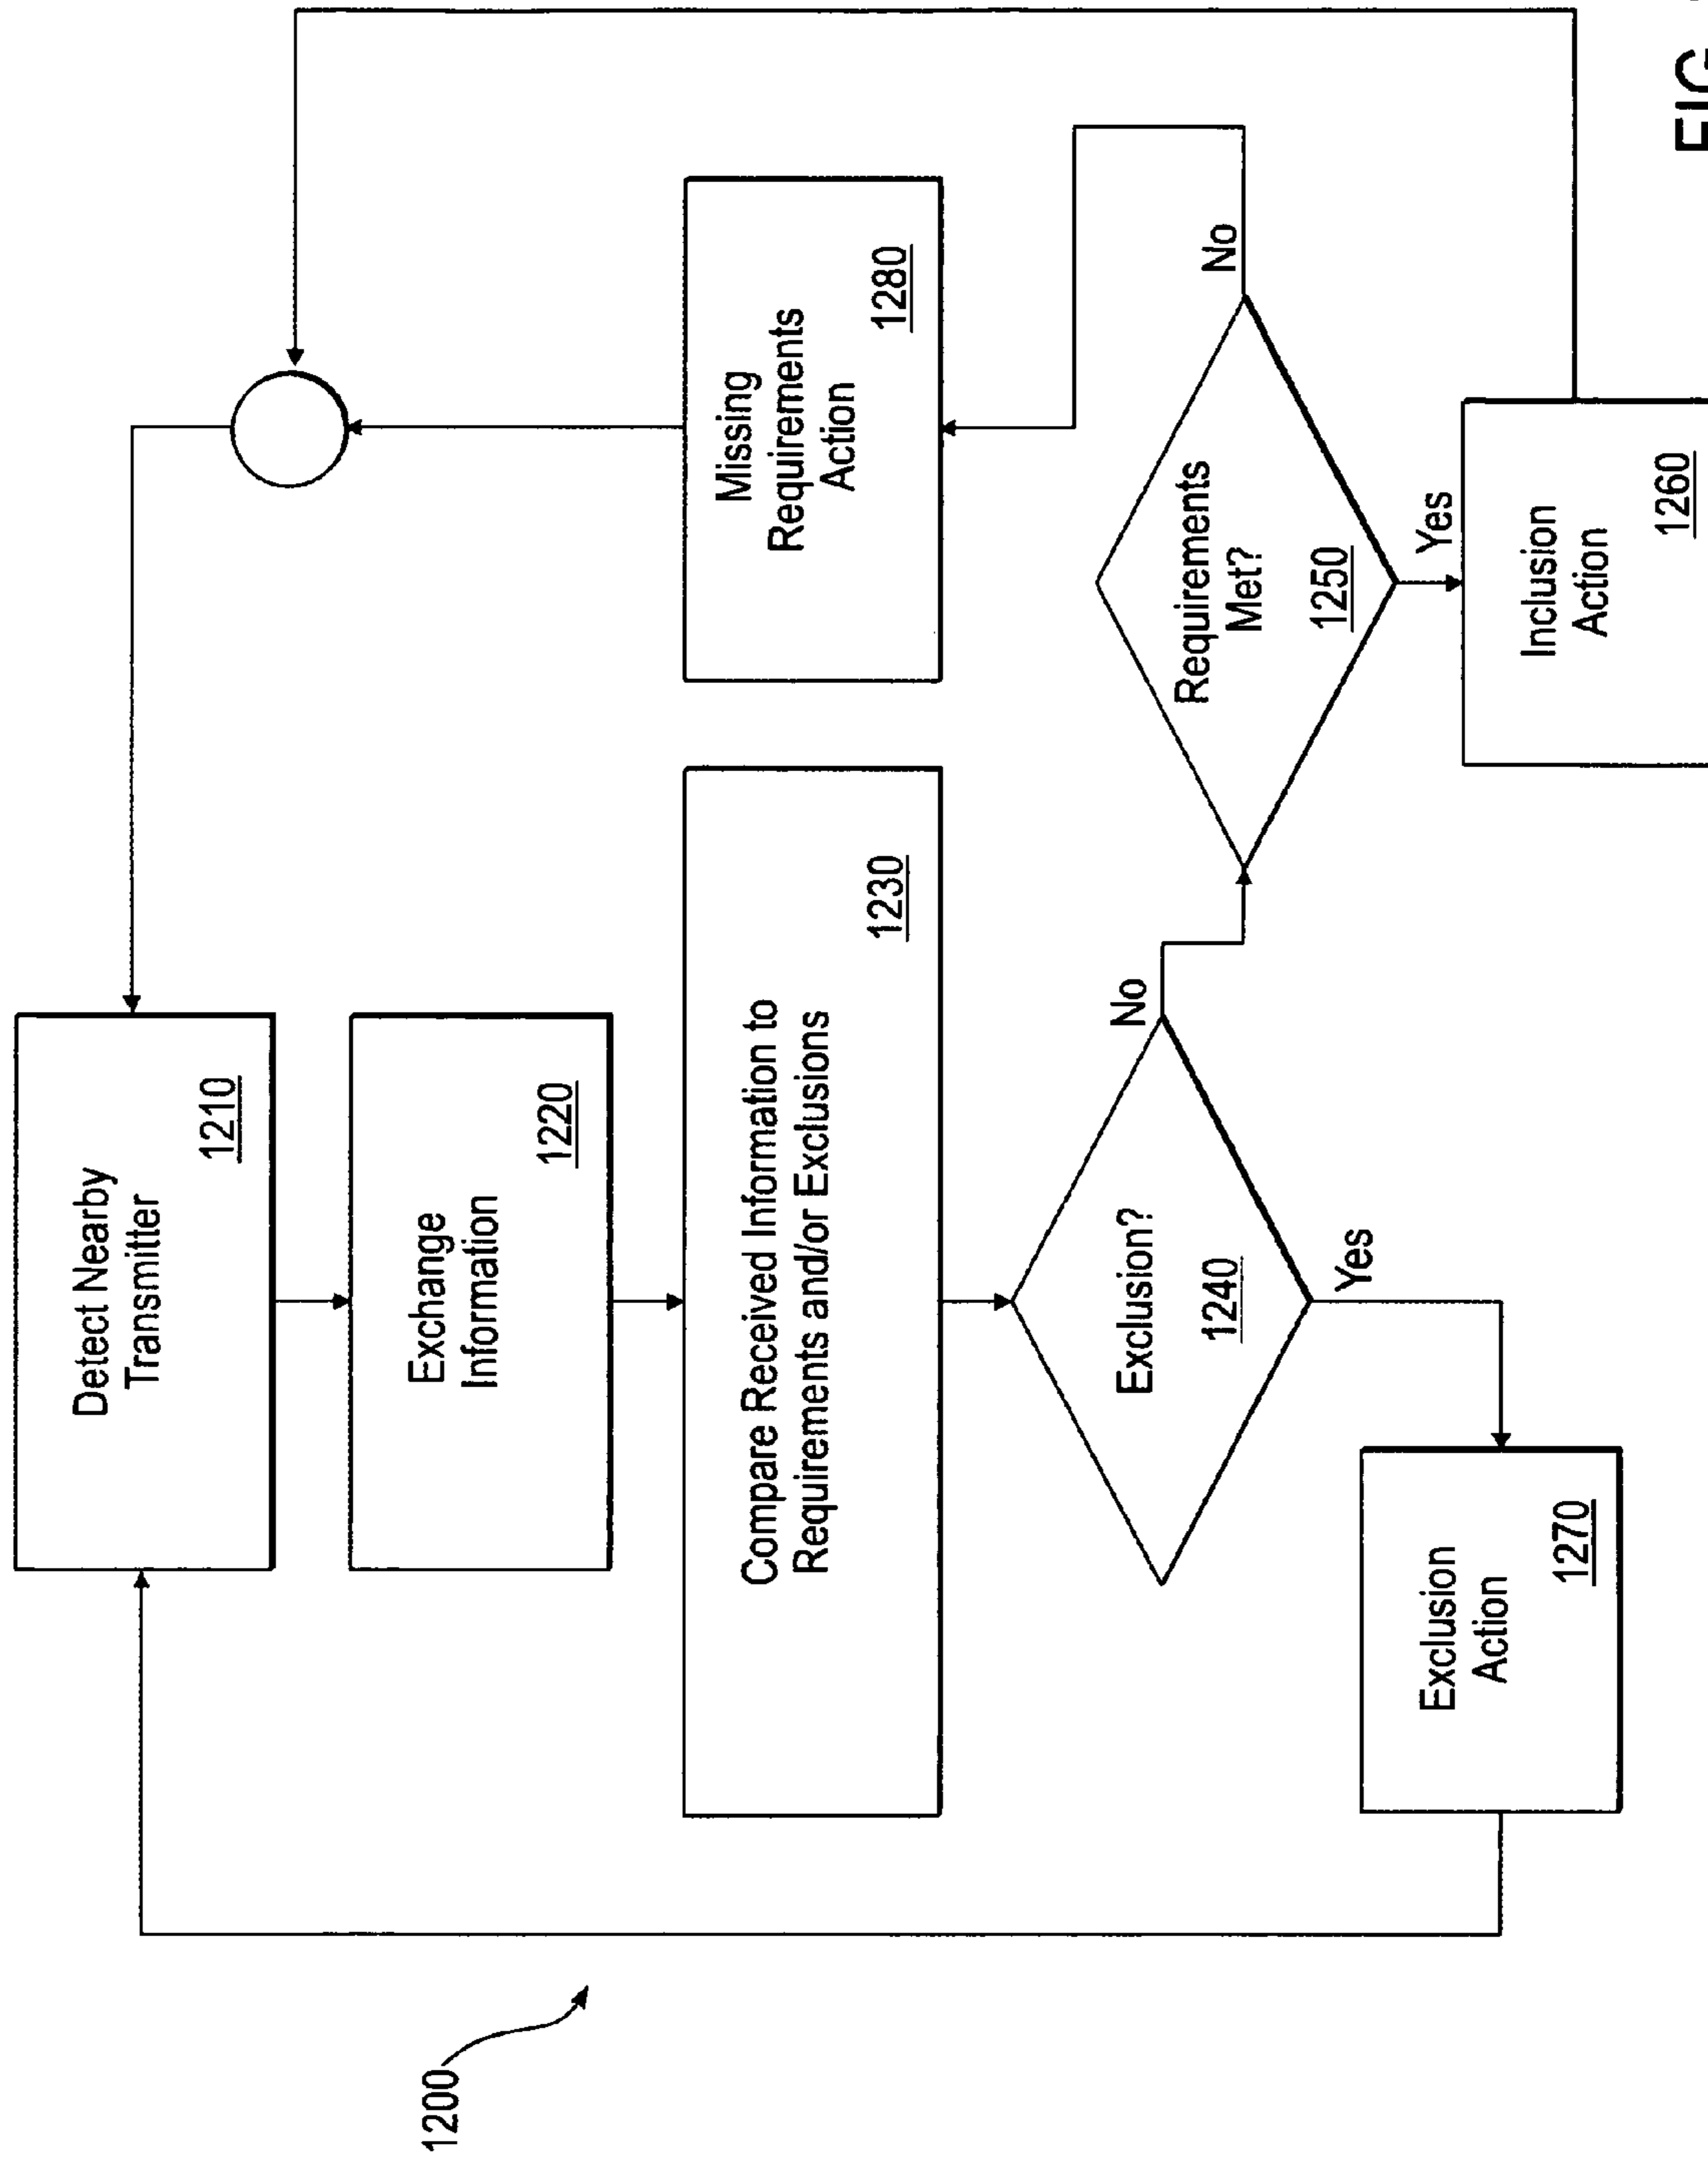 1200
Detect Nearby
Transmitter
1210
Exchange
Information
1220
Compare Received Information to
Requirements and/or Exclusions
1230
Exclusion?
1240
No
Yes
Exclusion
Action
1270
Requirements
Met?
1250
No
Yes
Missing
Requirements
Action
1280
Inclusion
Action
1260